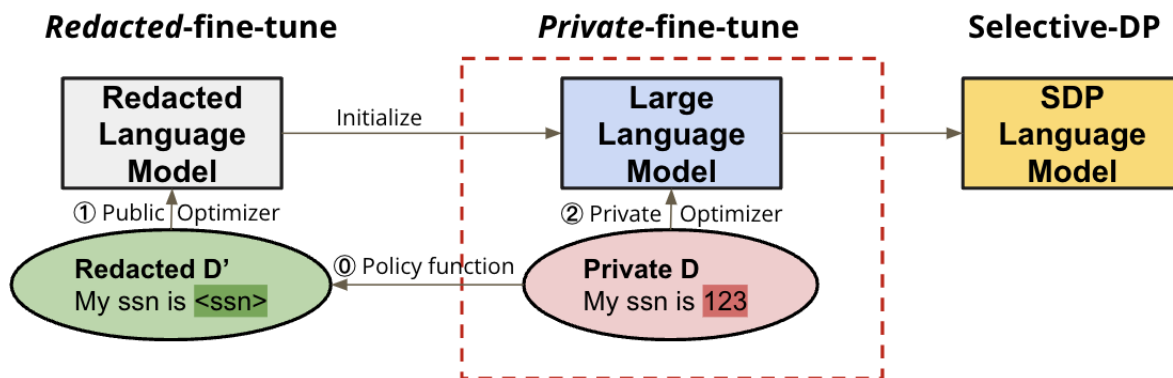 Redacted-fine-tune
Private-fine-tune
Selective-DP
Redacted
Language
Model
Initialize
Large
Language
Model
SDP
Language
Model
① Public Optimizer
② Private Optimizer
Redacted D’
My ssn is <ssn>
⓪ Policy function
Private D
My ssn is 123